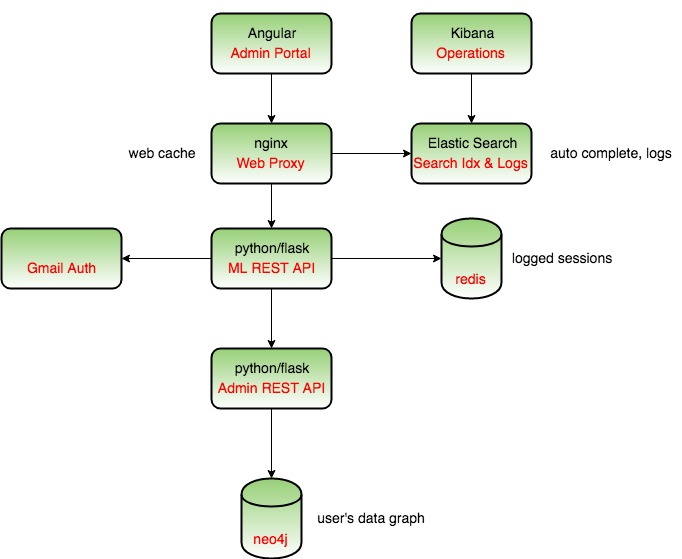 Angular
Admin Portal
Kibana
Operations
web cache
nginx
Web Proxy
Elastic Search
Search Idx & Logs
auto complete, logs
Gmail Auth
python/flask
ML REST API
redis
logged sessions
python/flask
Admin REST API
neo4j
user's data graph